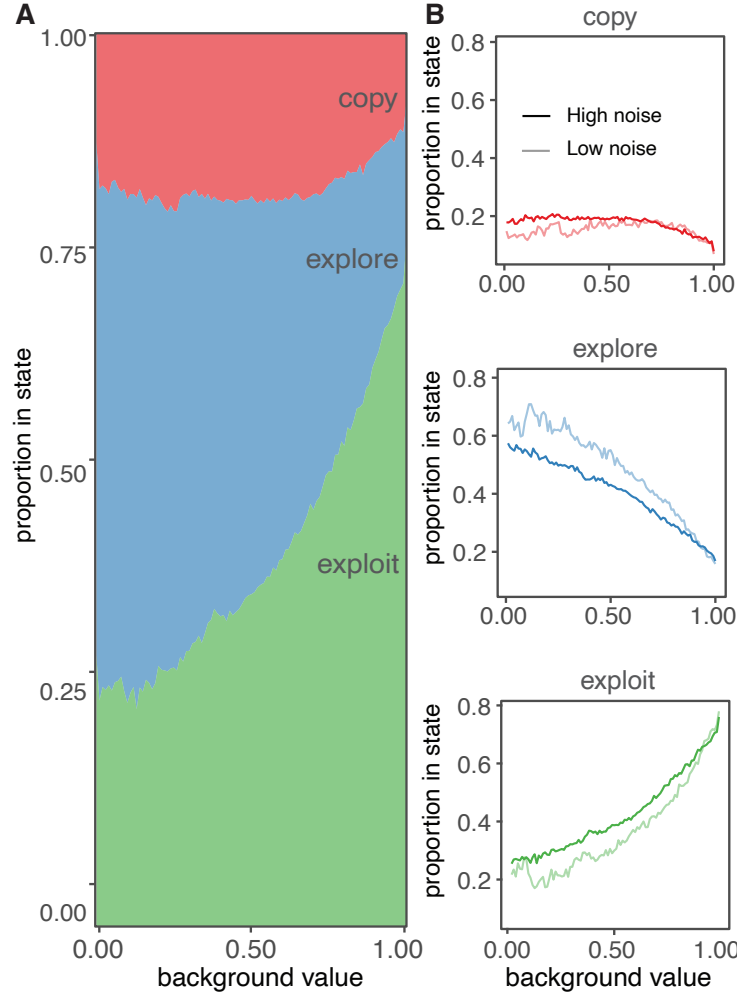 A
1.00
0.75
0.50
0.25
0.00
proportion in state
copy
explore
exploit
0.00 0.50 1.00
background value
B
copy
0.8
0.6
0.4
0.2
proportion in state
High noise
Low noise
0.00 0.50 1.00
explore
0.8
0.6
0.4
0.2
proportion in state
0.00 0.50 1.00
exploit
0.8
0.6
0.4
0.2
proportion in state
0.00 0.50 1.00
background value